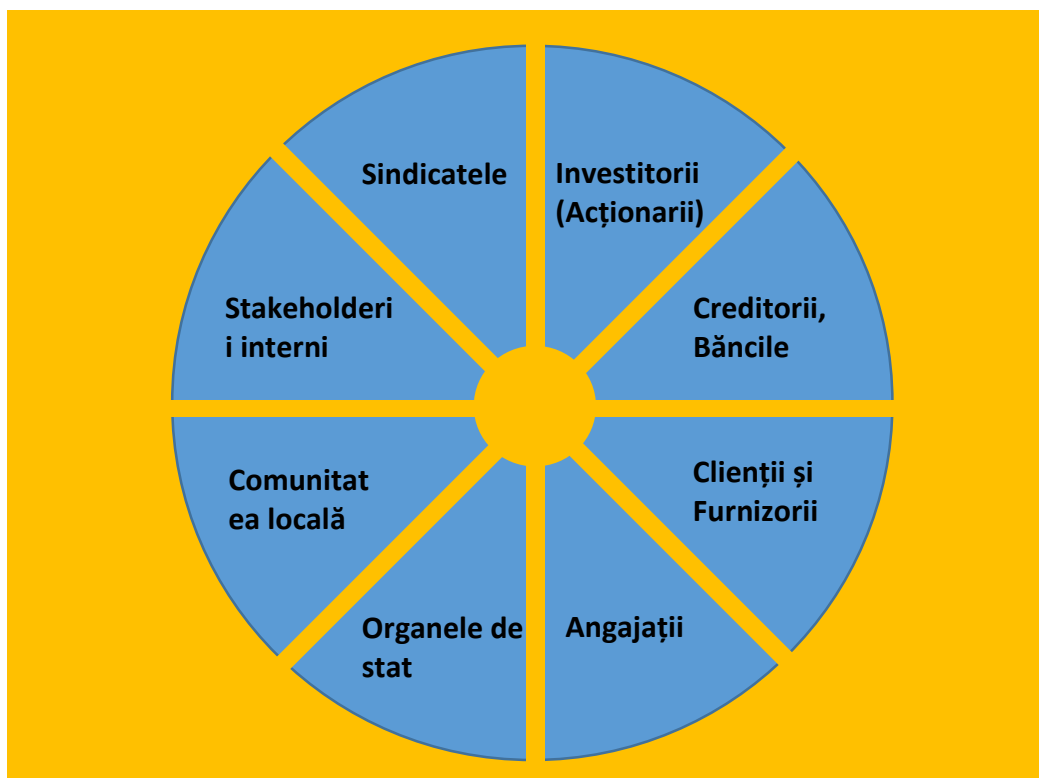 Sindicatele
Investitorii
(Acționarii)
Creditorii,
Băncile
Clienții și
Furnizorii
Angajații
Organele de
stat
Comunitat
ea locală
Stakeholderi
i interni